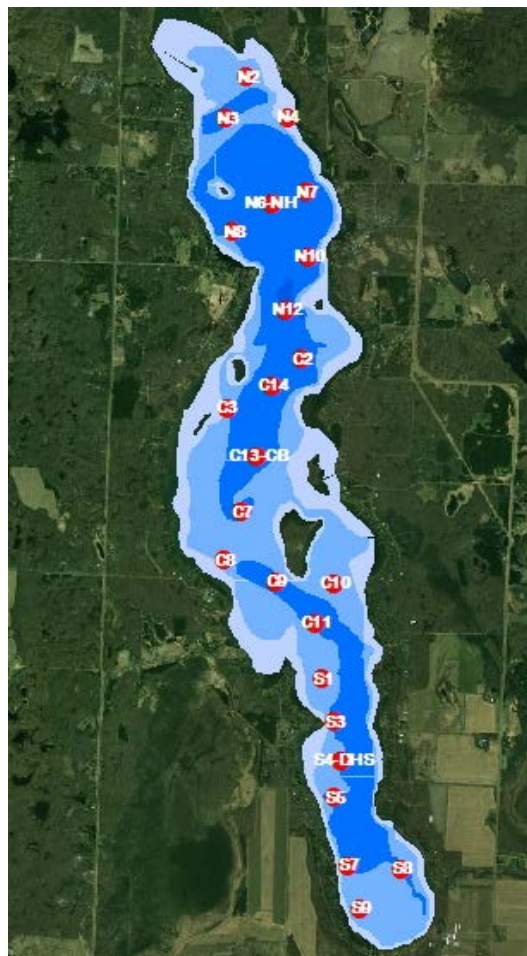 N2
N3
N4
N7
N6-NH
N8
N10
N12
C2
C14
C3
C13-CB
C7
C8
C9
C10
C11
S1
S3
S4-DHS
S5
S7
S8
S9